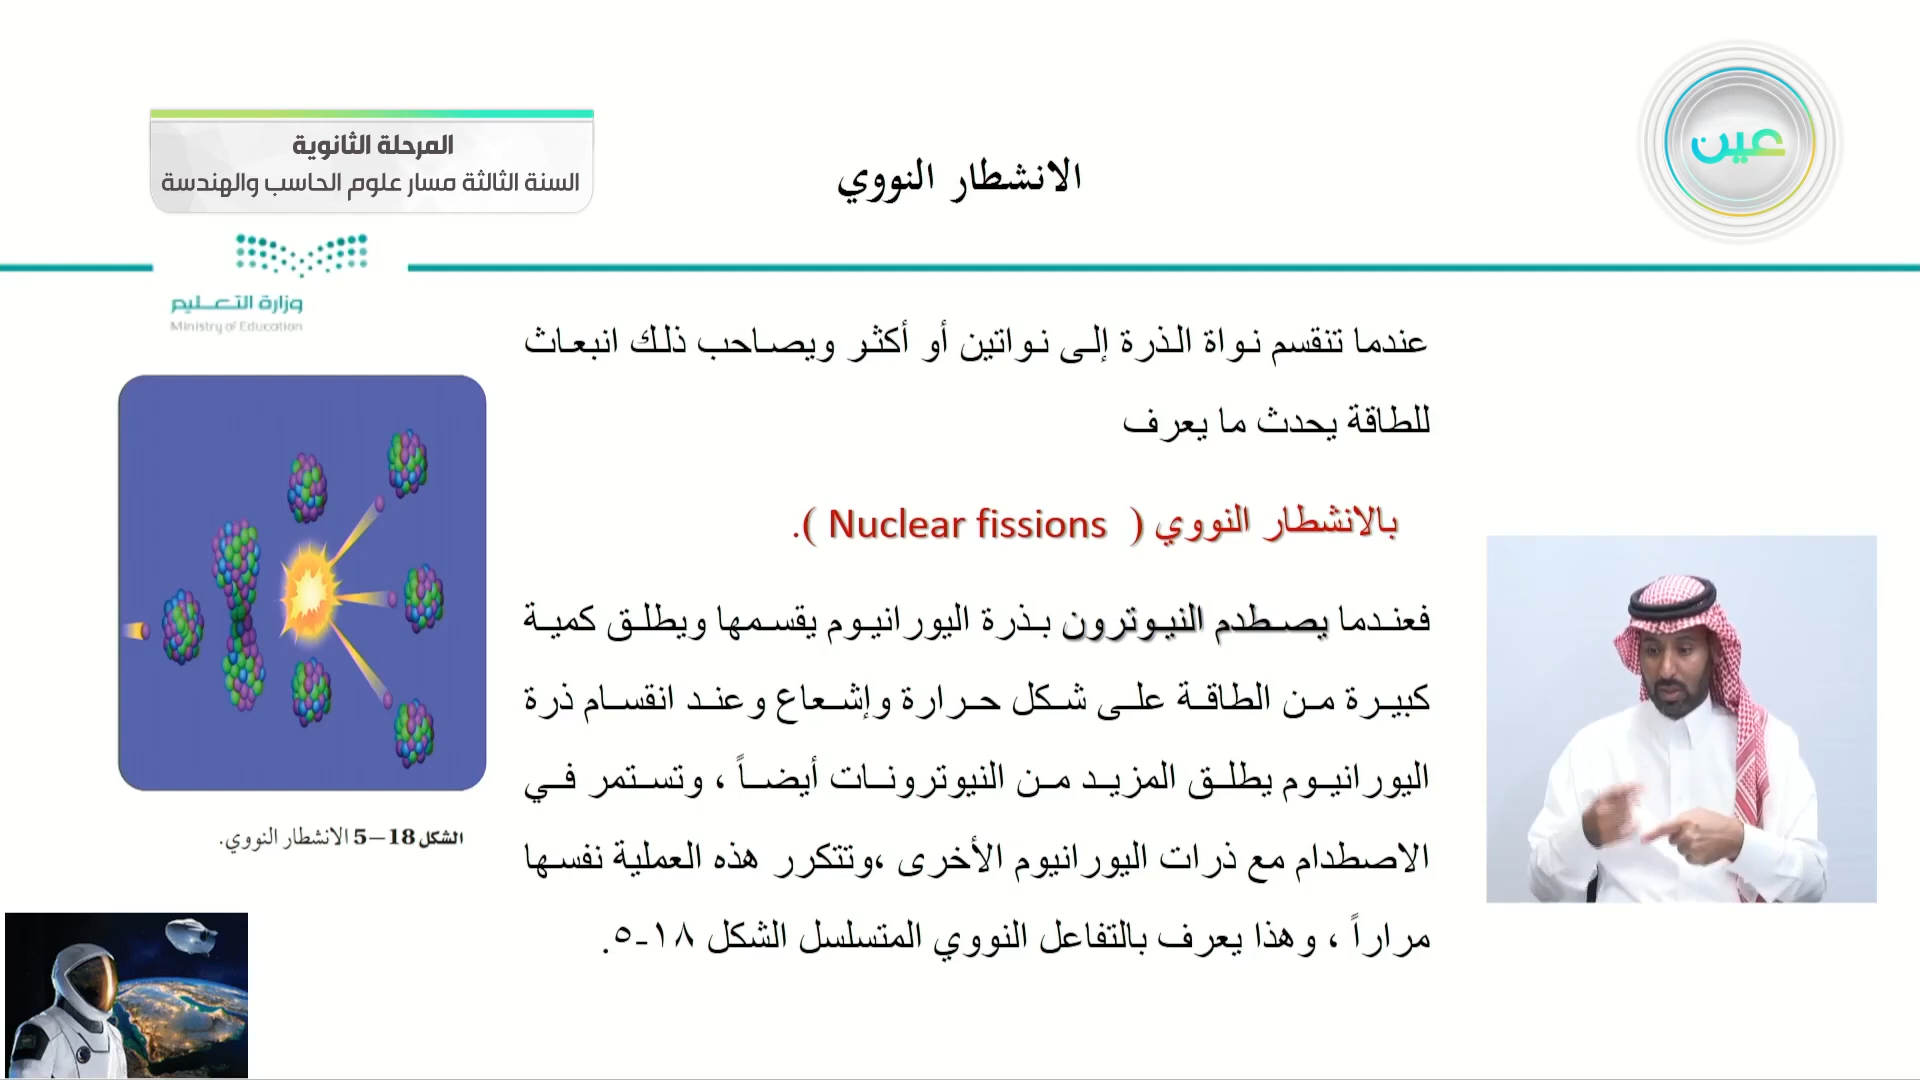 المرحلة الثانوية
السنة الثالثة مسار علوم الحاسب والهندسة
الانشطار النووي
عين
وزارة التعليم
Ministry of Education
عندما تنقسم نواة الذرة إلى نواتين أو أكثر ويصاحب ذلك انبعاث
للطاقة يحدث ما يعرف
بالانشطار النووي ( Nuclear fissions ).
فعندما يصطدم النيوترون بذرة اليورانيوم يقسمها ويطلق كمية
كبيرة من الطاقة على شكل حرارة وإشعاع وعند انقسام ذرة
اليورانيوم يطلق المزيد من النيوترونات أيضاً ، وتستمر في
الاصطدام مع ذرات اليورانيوم الأخرى ،وتتكرر هذه العملية نفسها
مراراً ، وهذا يعرف بالتفاعل النووي المتسلسل الشكل ١٨-٥.
الشكل 18–5 الانشطار النووي.